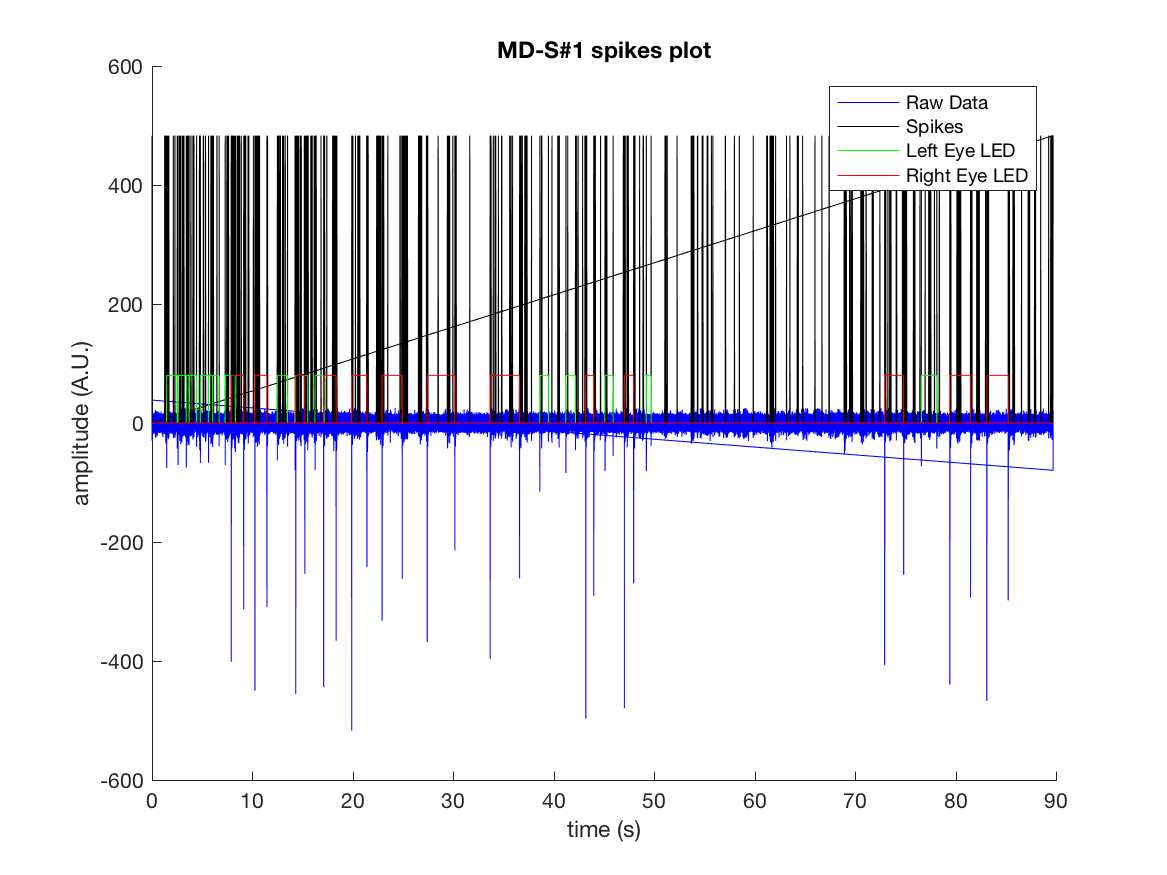 MD-S#1 spikes plot
600
400
200
0
-200
-400
-600
amplitude (A.U.)
Raw Data
Spikes
Left Eye LED
Right Eye LED
0 10 20 30 40 50 60 70 80 90
time (s)